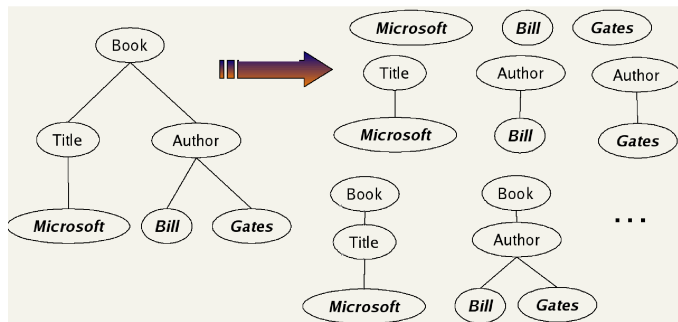 Book
Title Author
Microsoft Bill Gates
Microsoft Bill Gates
Title Author Author
Microsoft Bill Gates
Book Book
Title Author
Microsoft Bill Gates
...